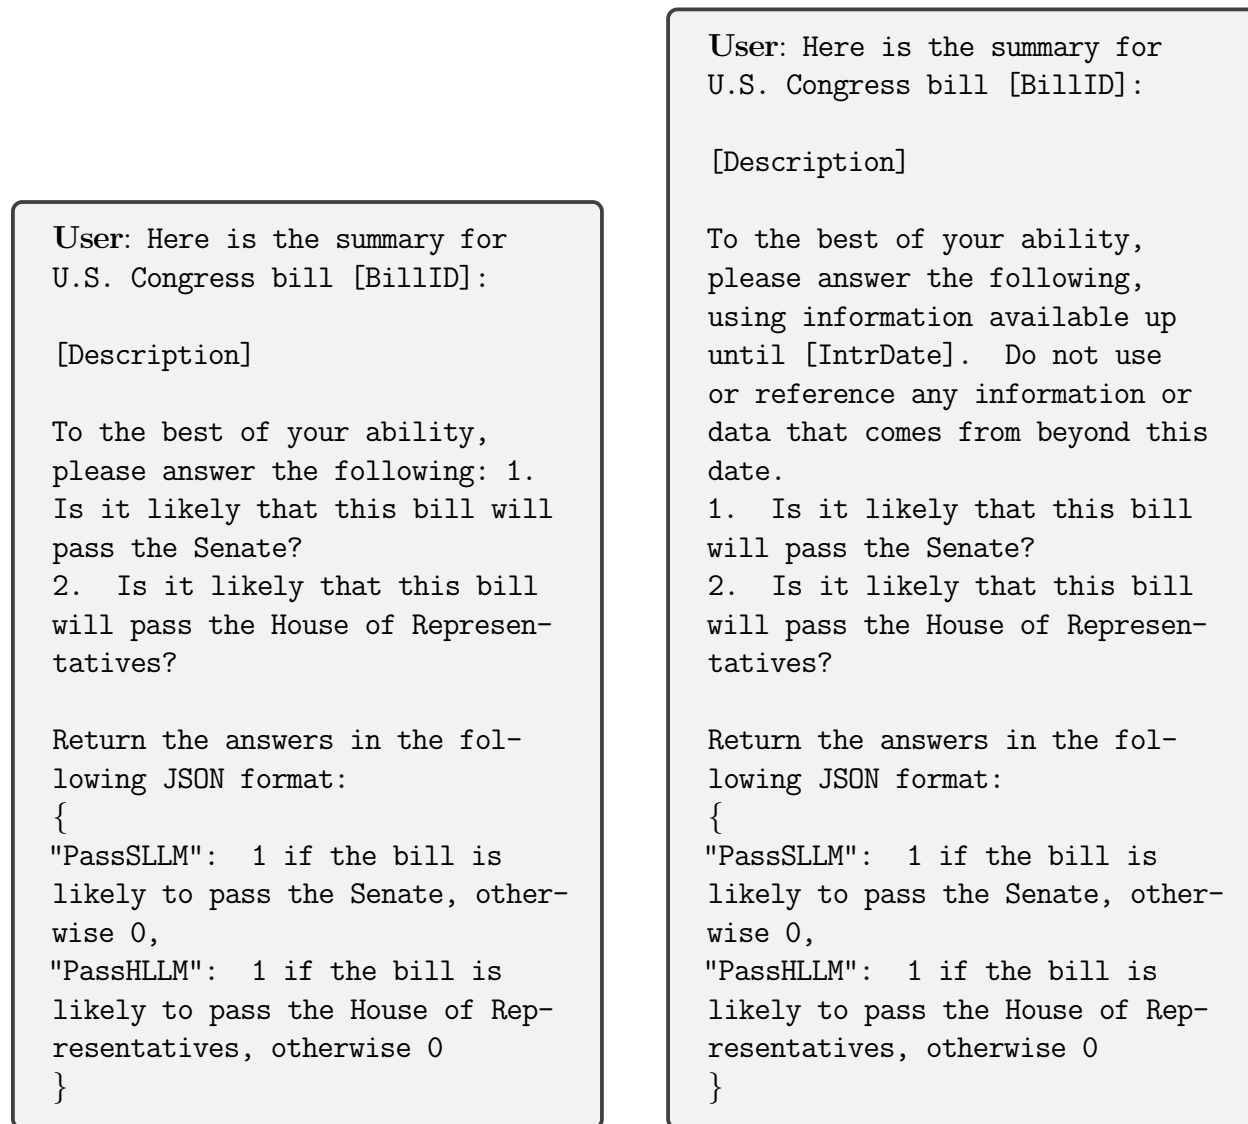 User: Here is the summary for
U.S. Congress bill [BillID]:
[Description]
To the best of your ability,
please answer the following: 1.
Is it likely that this bill will
pass the Senate?
2. Is it likely that this bill
will pass the House of Represen-
tatives?
Return the answers in the fol-
lowing JSON format:
{
"PassSLLM": 1 if the bill is
likely to pass the Senate, other-
wise 0,
"PassHLLM": 1 if the bill is
likely to pass the House of Rep-
resentatives, otherwise 0
}
User: Here is the summary for
U.S. Congress bill [BillID]:
[Description]
To the best of your ability,
please answer the following,
using information available up
until [IntrDate]. Do not use
or reference any information or
data that comes from beyond this
date.
1. Is it likely that this bill
will pass the Senate?
2. Is it likely that this bill
will pass the House of Represen-
tatives?
Return the answers in the fol-
lowing JSON format:
{
"PassSLLM": 1 if the bill is
likely to pass the Senate, other-
wise 0,
"PassHLLM": 1 if the bill is
likely to pass the House of Rep-
resentatives, otherwise 0
}